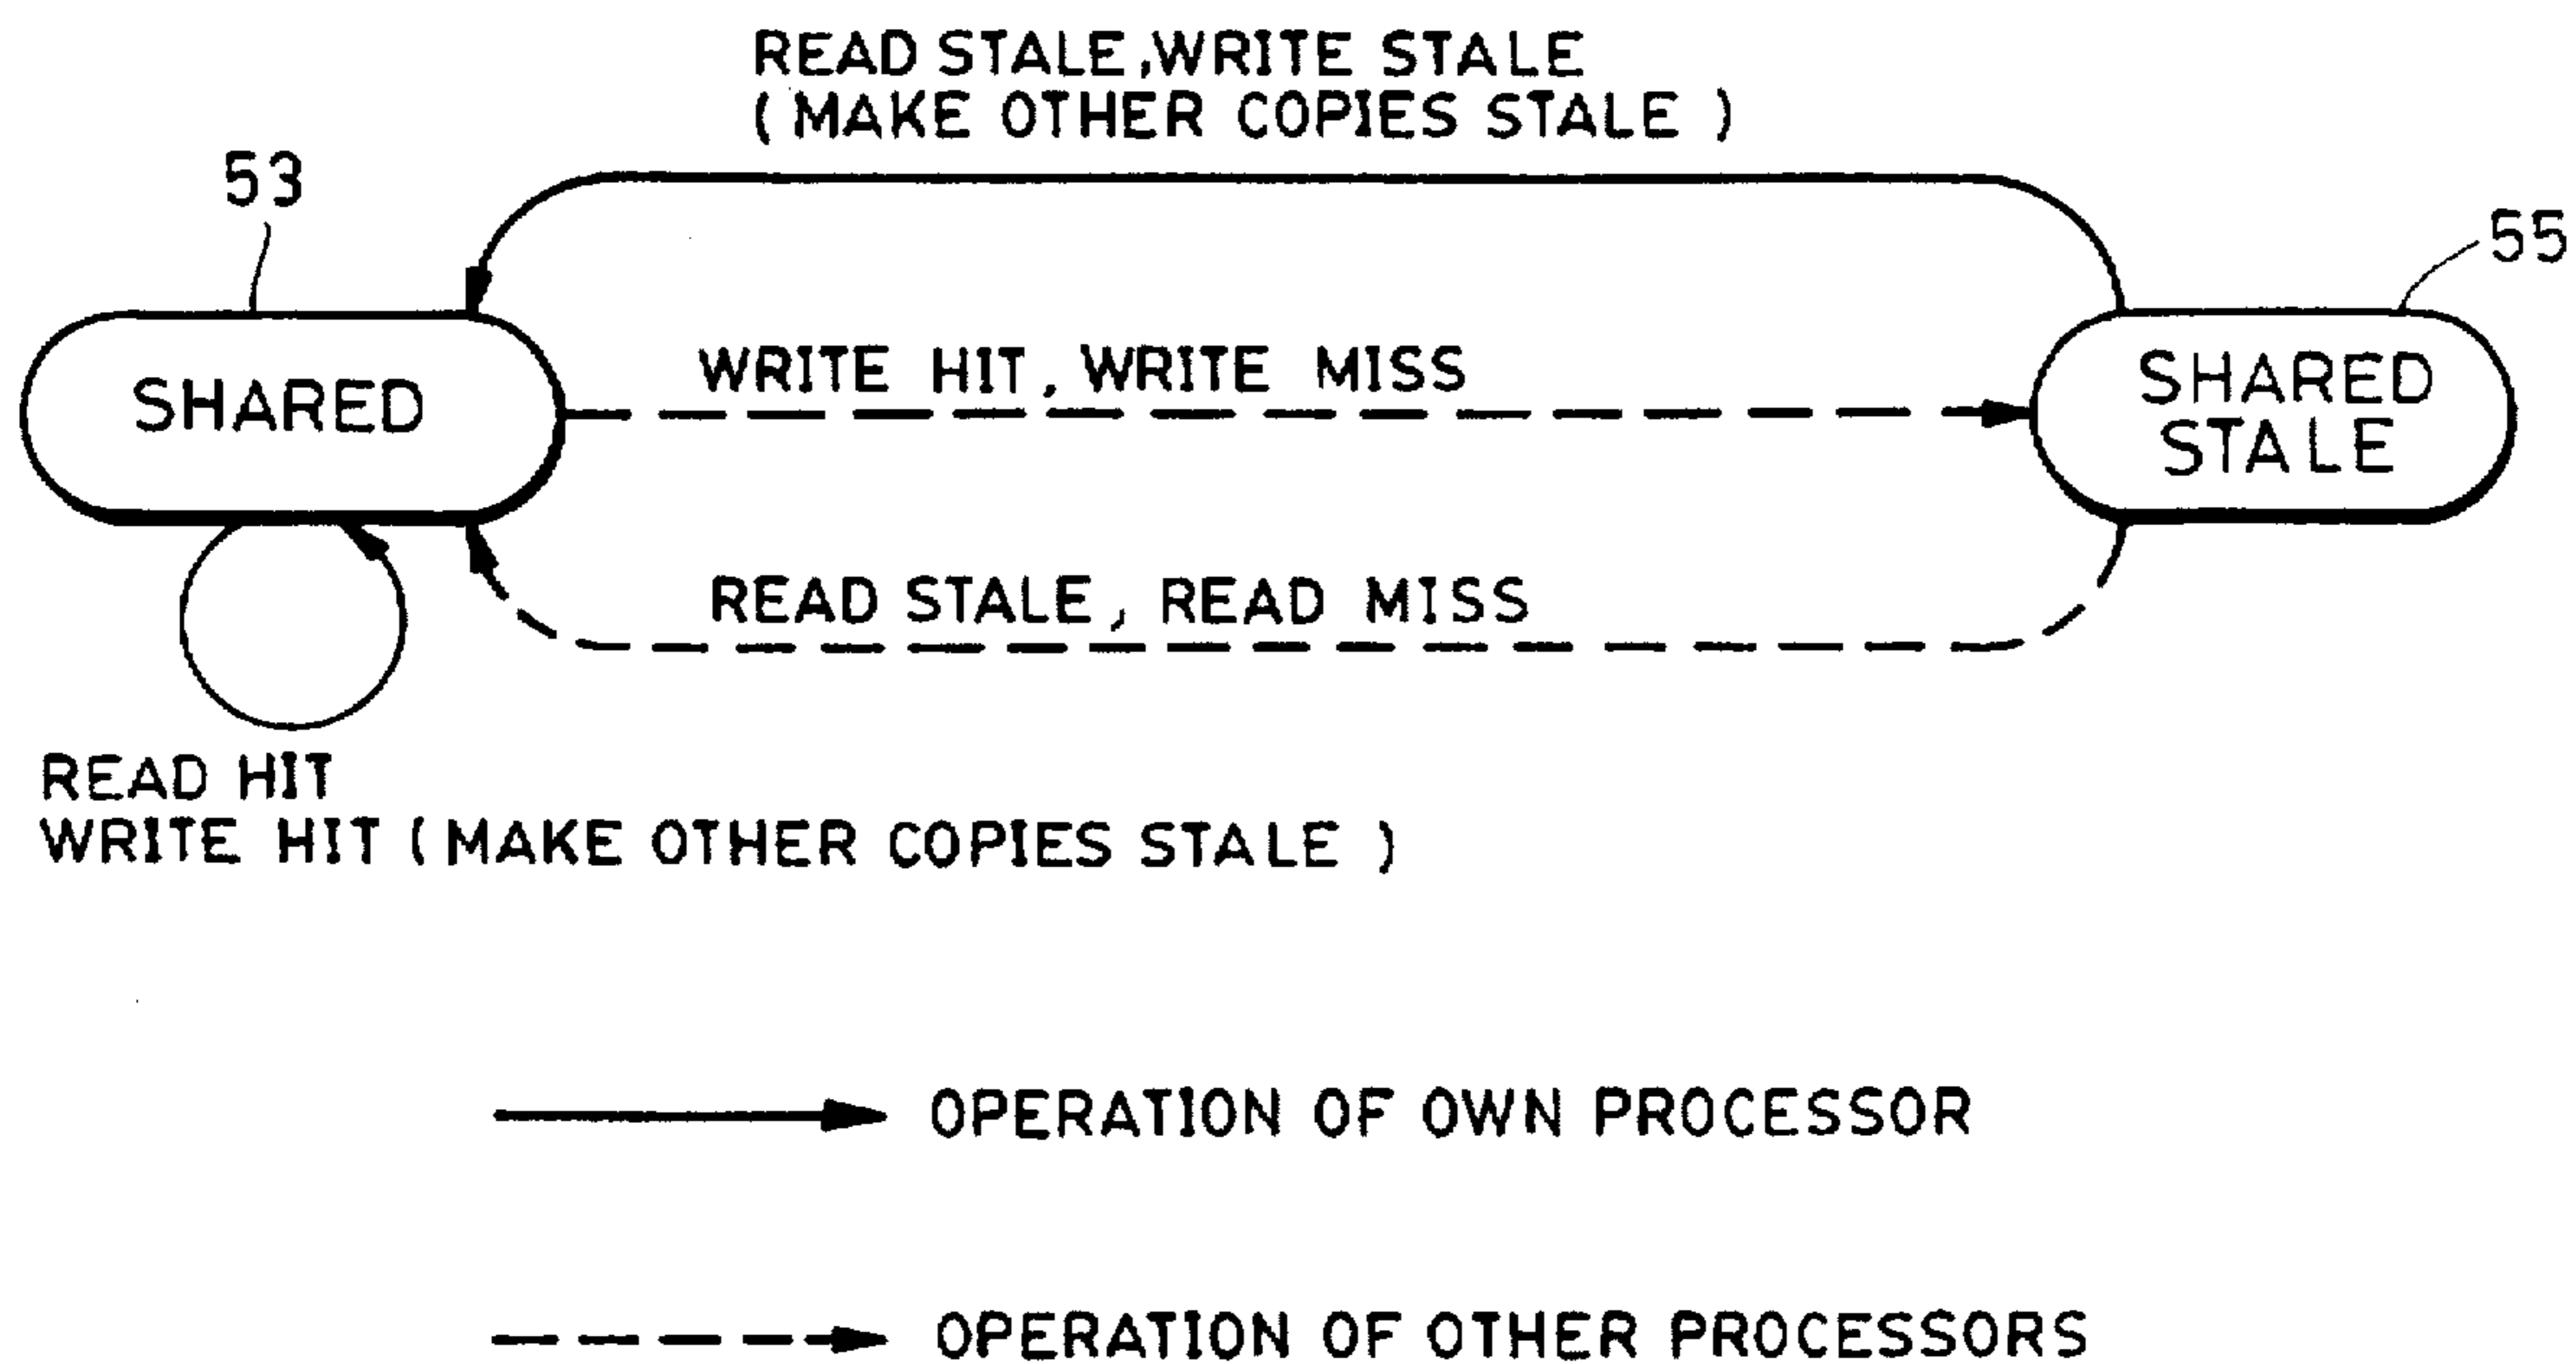 READ STALE,WRITE STALE
(MAKE OTHER COPIES STALE)
53
55
SHARED
WRITE HIT, WRITE MISS
SHARED
STALE
READ STALE, READ MISS
READ HIT
WRITE HIT (MAKE OTHER COPIES STALE)
OPERATION OF OWN PROCESSOR
OPERATION OF OTHER PROCESSORS